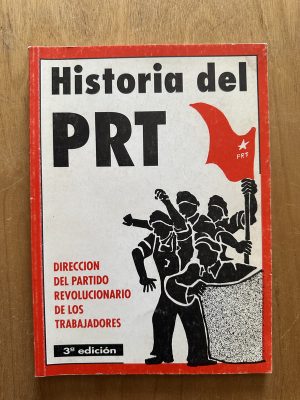 Historia del
PRT
PRT
DIRECCION
DEL PARTIDO
REVOLUCIONARIO
DE LOS
TRABAJADORES
3ª edición